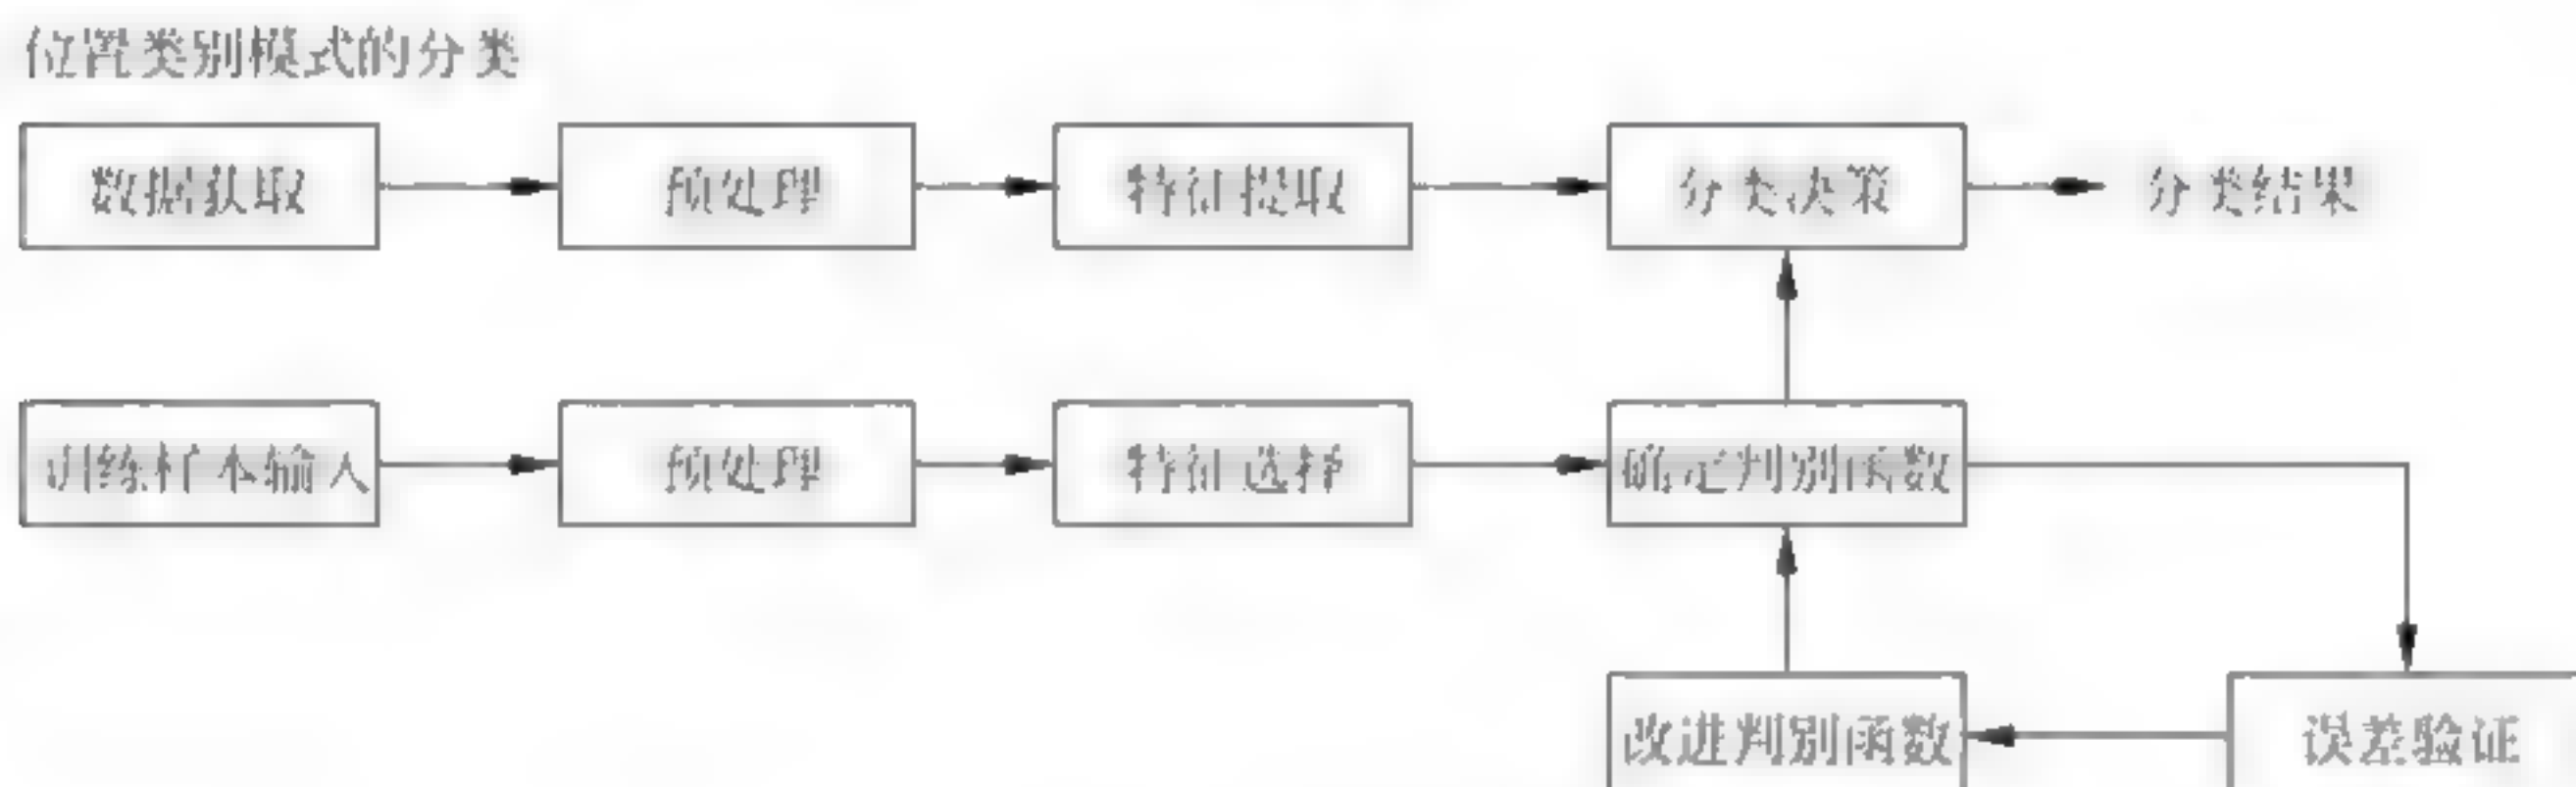 位置类别模式的分类
数据获取 预处理 特征提取 分类决策 分类结果
训练样本输入 预处理 特征选择 确定判别函数
改进判别函数 误差验证